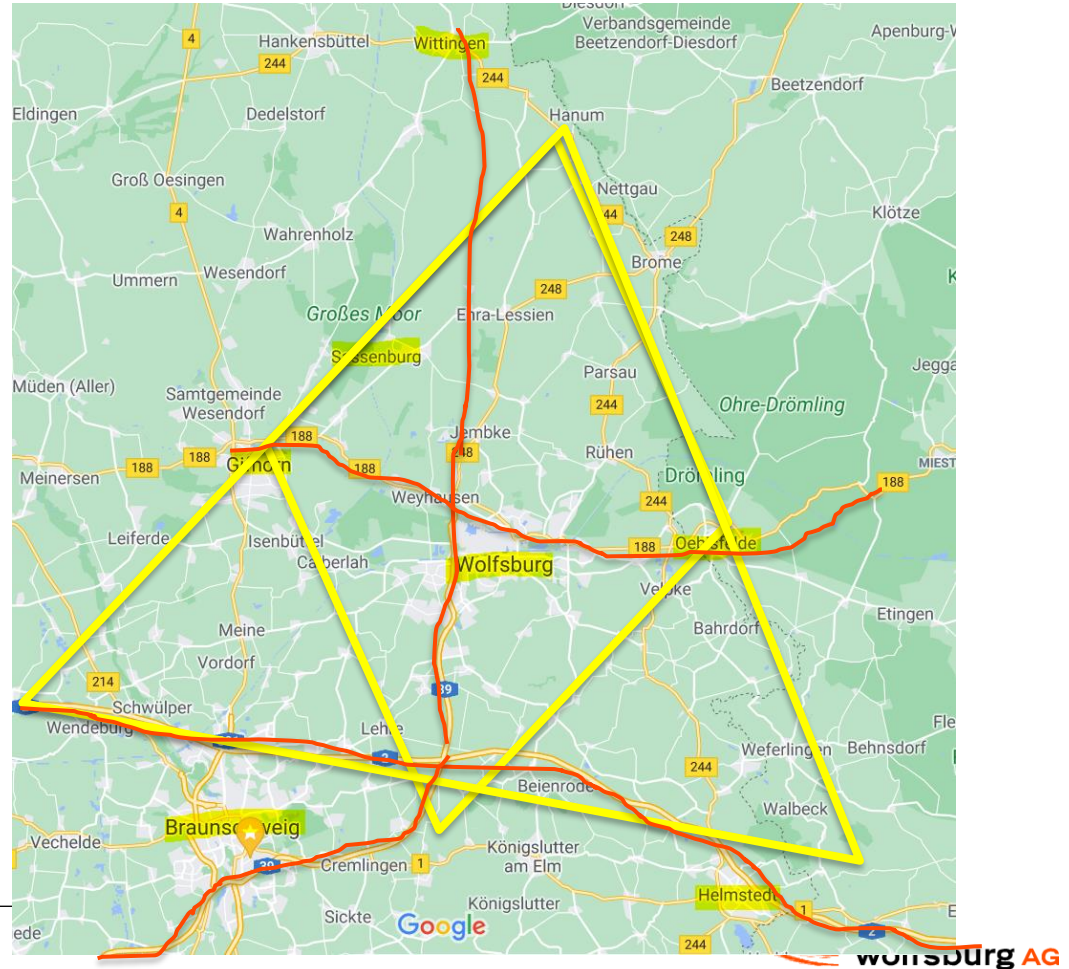 Diesdorf
Verbandsgemeinde
Beetzendorf-Diesdorf
Apenburg-W
4
Hankensbüttel
Wittingen
244
244
Beetzendorf
Eldingen
Dedelstorf
Hanum
Groß Oesingen
Nettgau
4
44
Klötze
Wahrenholz
248
Brome
Ummern
Wesendorf
248
K
Großes Moor
Ehra-Lessien
Sassenburg
Jegga
Parsau
Müden (Aller)
Samtgemeinde
Wesendorf
244
Ohre-Drömling
188
Jembke
188
188
Gifhorn
188
248
Rühen
MIEST
Meinersen
Drömling
188
Weyhausen
244
Leiferde
Isenbüttel
188
Oebisfelde
Calberlah
Wolfsburg
Velpke
Etingen
Meine
Bahrdorf
Vordorf
214
39
Schwülper
Wendeburg
Lehre
2
Fle
Weferlingen
Behnsdorf
244
Beienrode
Walbeck
Braunschweig
Vechelde
Königslutter
am Elm
39
Cremlingen
1
Helmstedt
Königslutter
1
E
Sickte
Google
ede
2
244
wolfsburg AG